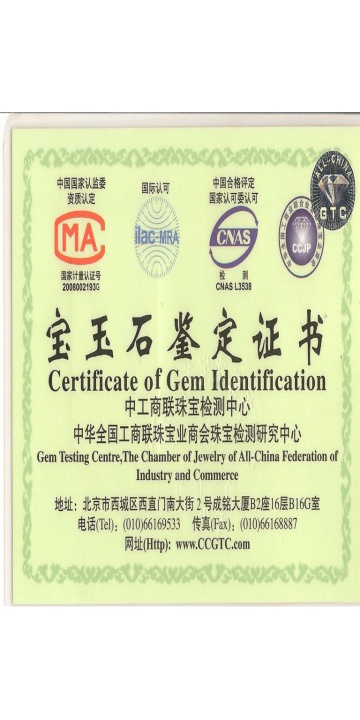 中国国家认监委
资质认定
MA
国家计量认证号
2008002193G
国际认可
ilac-MRA
中国合格评定
国家认可委认可
CNAS
检 测
CNAS L3538
CCJP
GTC
宝玉石鉴定证书
Certificate of Gem Identification
中工商联珠宝检测中心
中华全国工商联珠宝业商会珠宝检测研究中心
Gem Testing Centre,The Chamber of Jewelry of All-China Federation of
Industry and Commerce
地址: 北京市西城区西直门南大街 2 号成铭大厦B2座16层B16G室
电话(Tel): (010)66169533 传真(Fax): (010)66168887
网址(Http): www.CCGTC.com